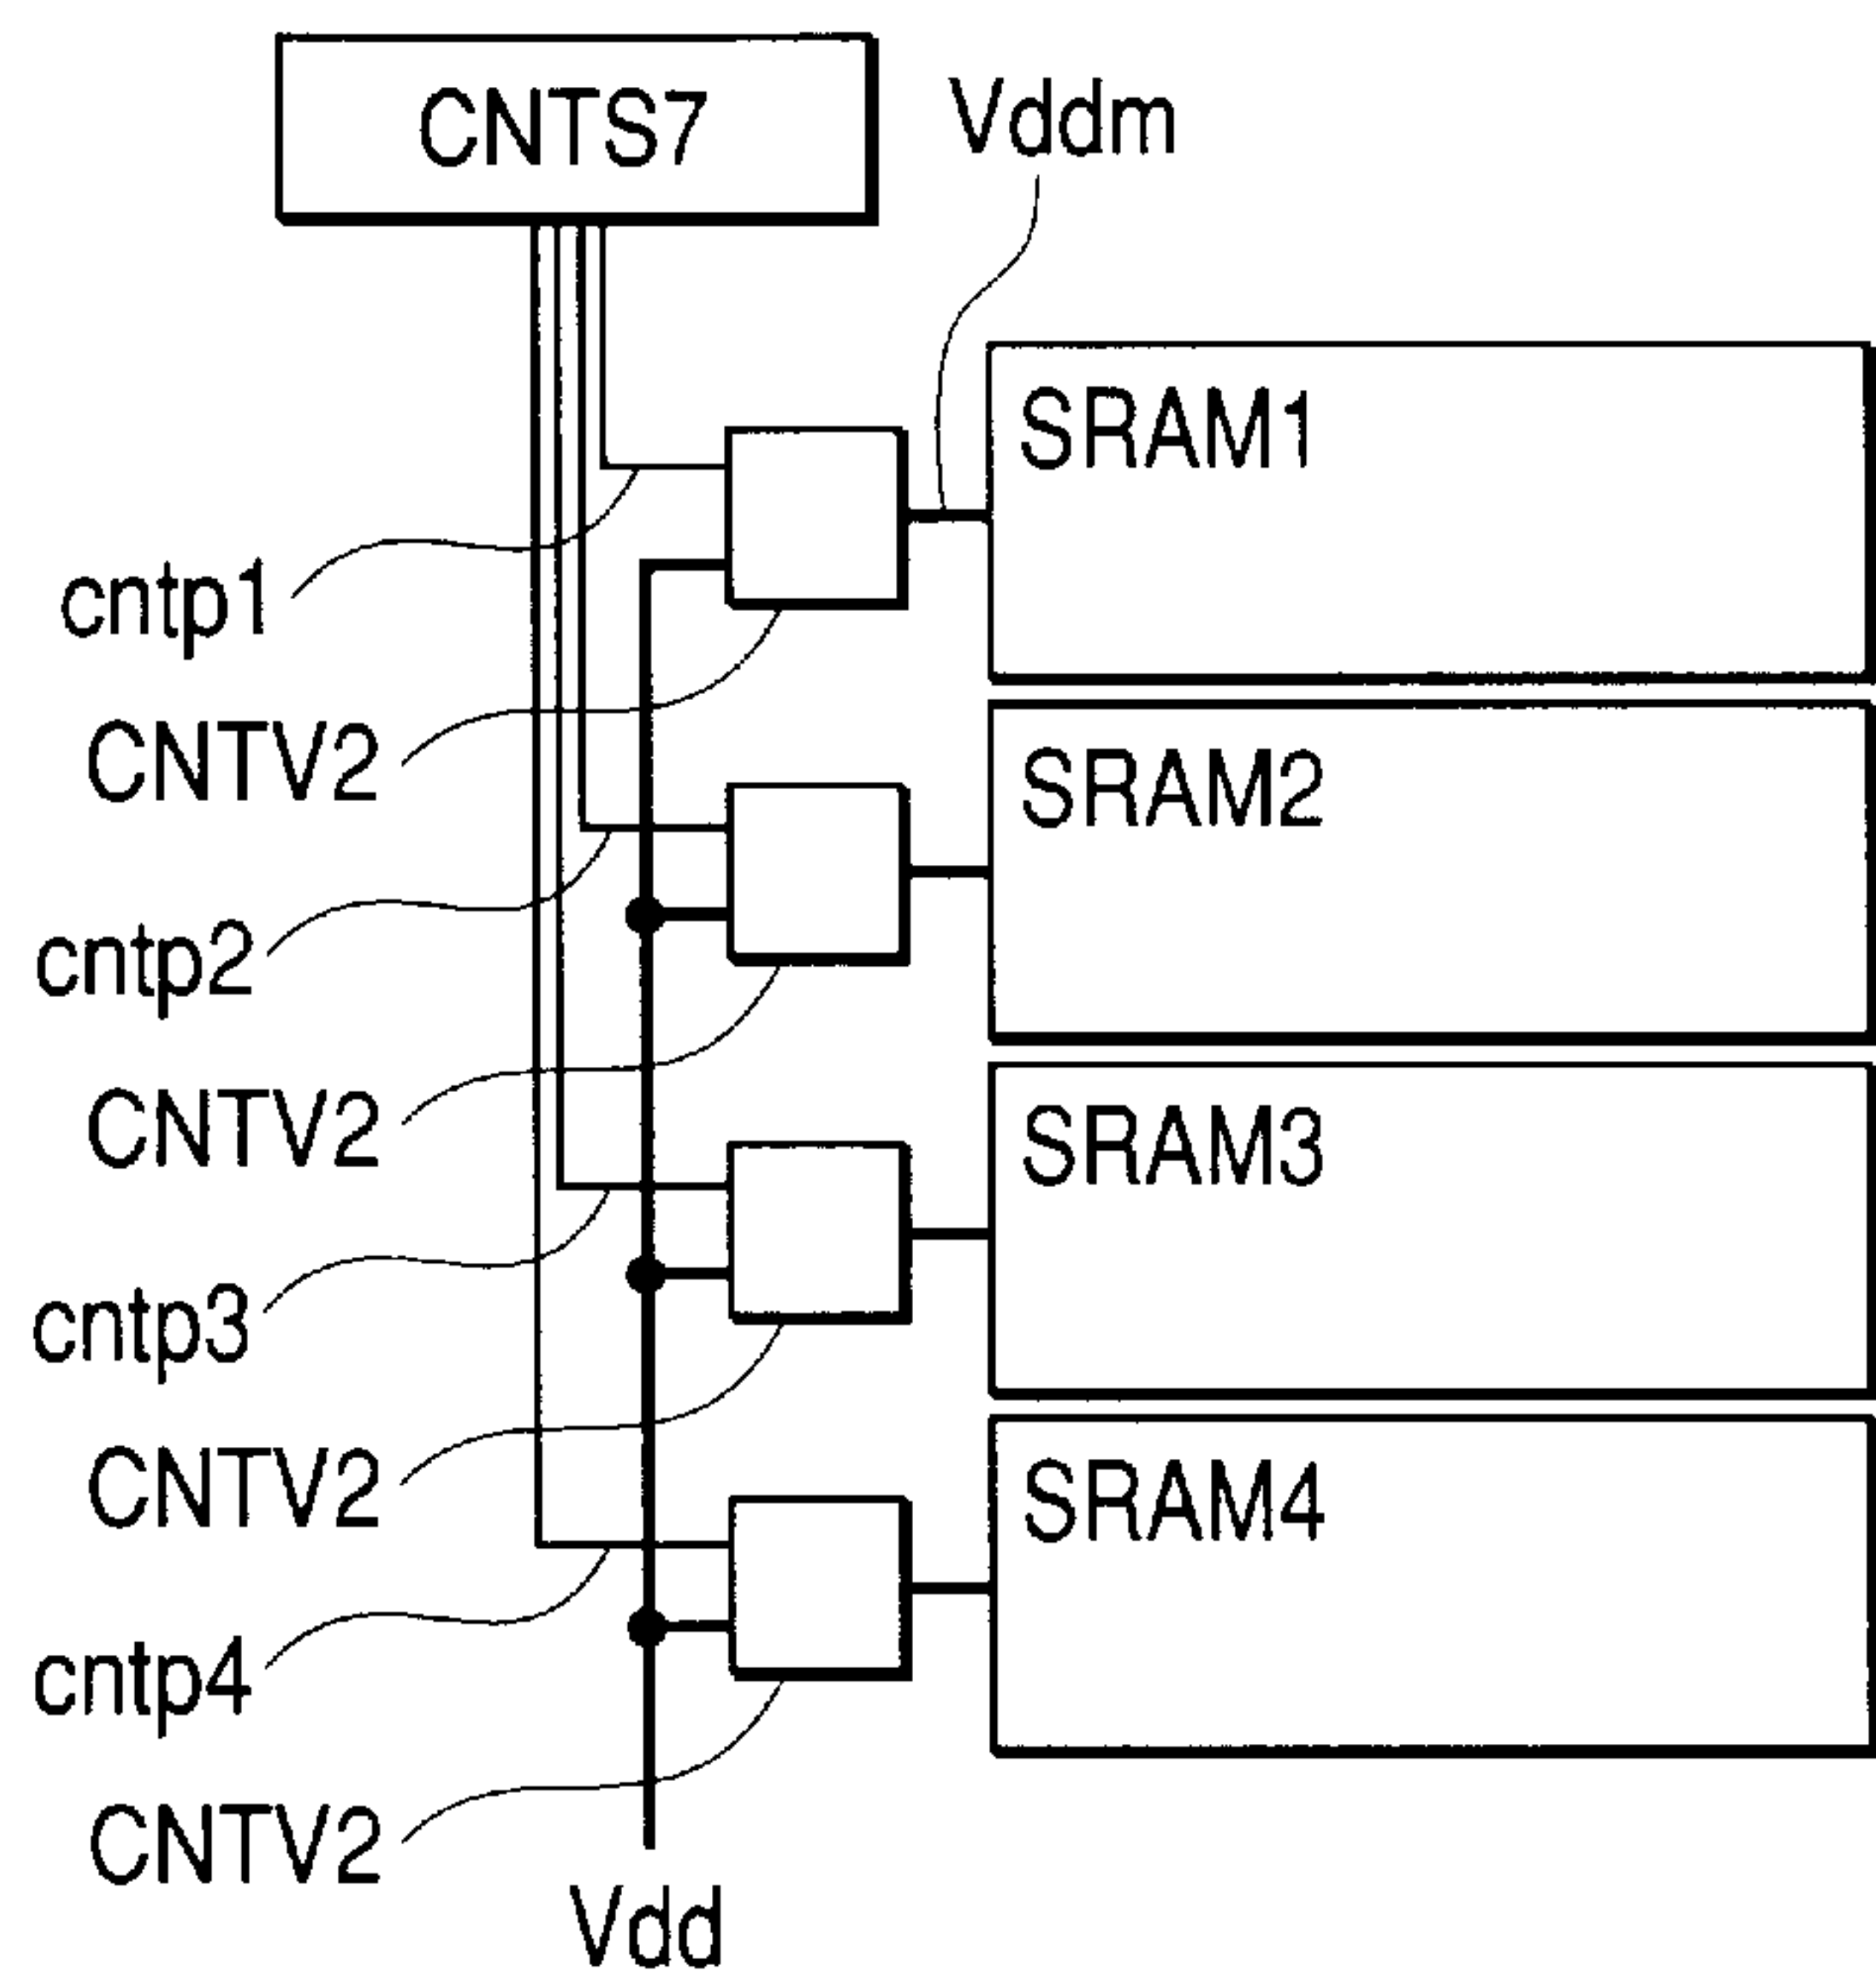 CNTS7
Vddm
SRAM1
cntp1
CNTV2
SRAM2
cntp2
CNTV2
SRAM3
cntp3
CNTV2
SRAM4
cntp4
CNTV2
Vdd